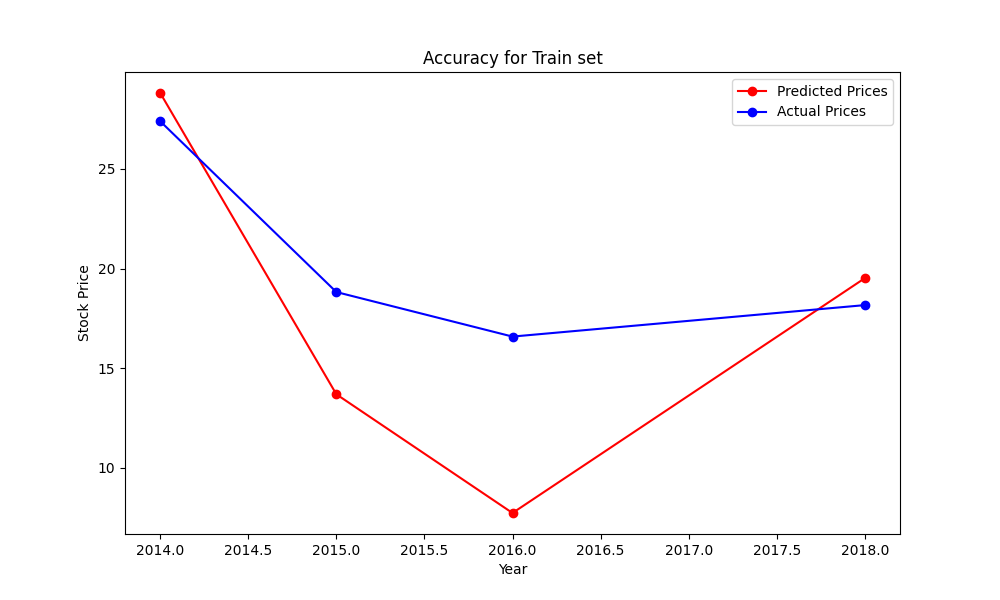 Accuracy for Train set
Predicted Prices
Actual Prices
25
20
15
10
Stock Price
2014.0 2014.5 2015.0 2015.5 2016.0 2016.5 2017.0 2017.5 2018.0
Year